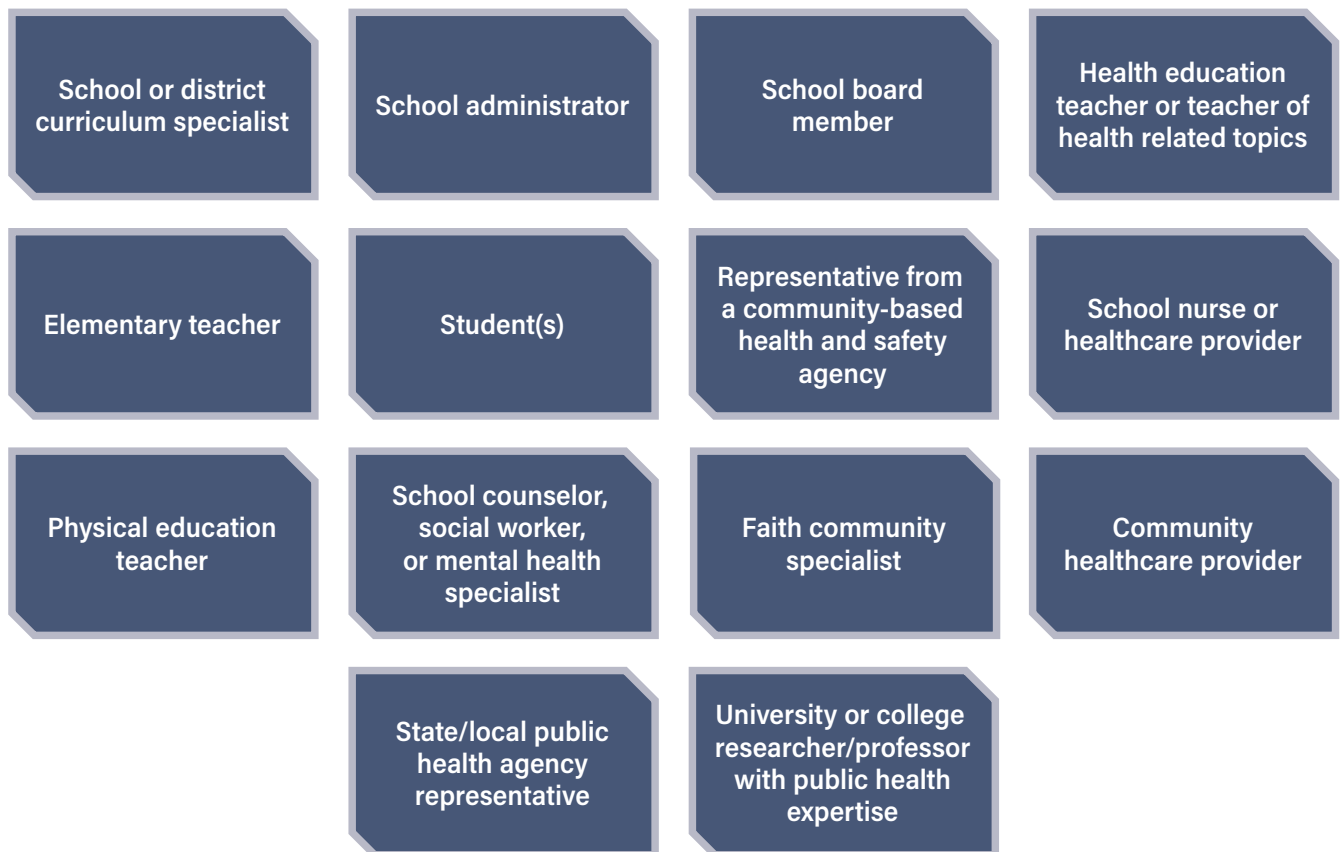 School or district
curriculum specialist
School administrator
School board
member
Health education
teacher or teacher of
health related topics
Elementary teacher
Student(s)
Representative from
a community-based
health and safety
agency
School nurse or
healthcare provider
Physical education
teacher
School counselor,
social worker,
or mental health
specialist
Faith community
specialist
Community
healthcare provider
State/local public
health agency
representative
University or college
researcher/professor
with public health
expertise